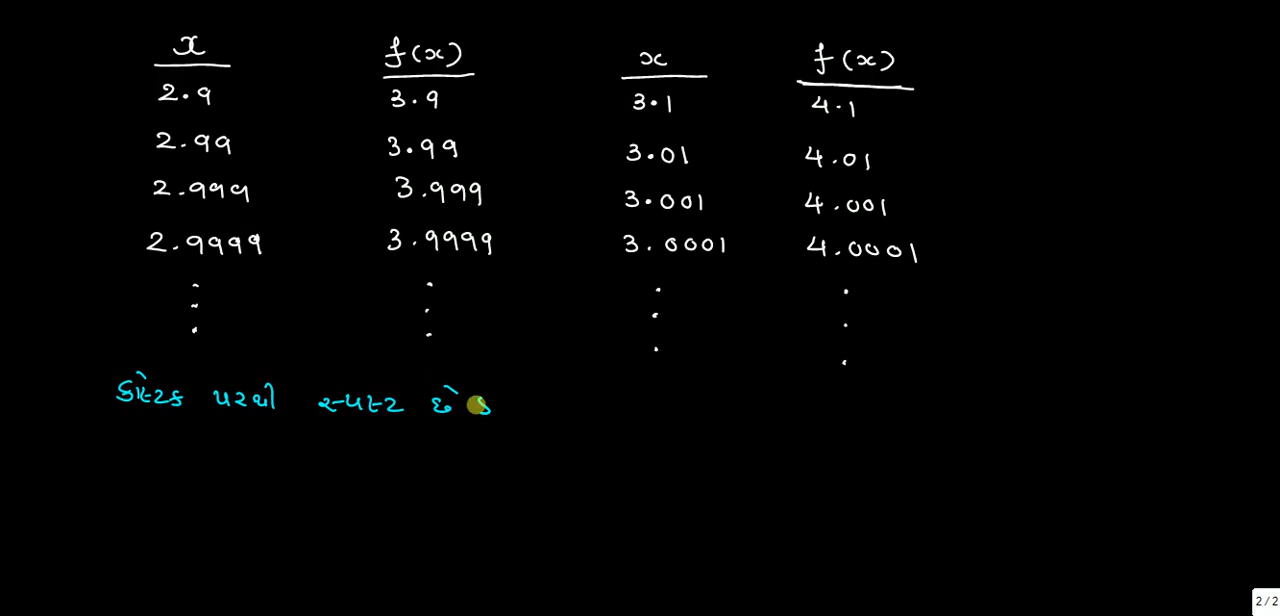 x f(x) x f(x)
2.9 3.9 3.1 4.1
2.99 3.99 3.01 4.01
2.999 3.999 3.001 4.001
2.9999 3.9999 3.0001 4.0001
કોષ્ટક પરથી સ્પષ્ટ છે ક
2/2